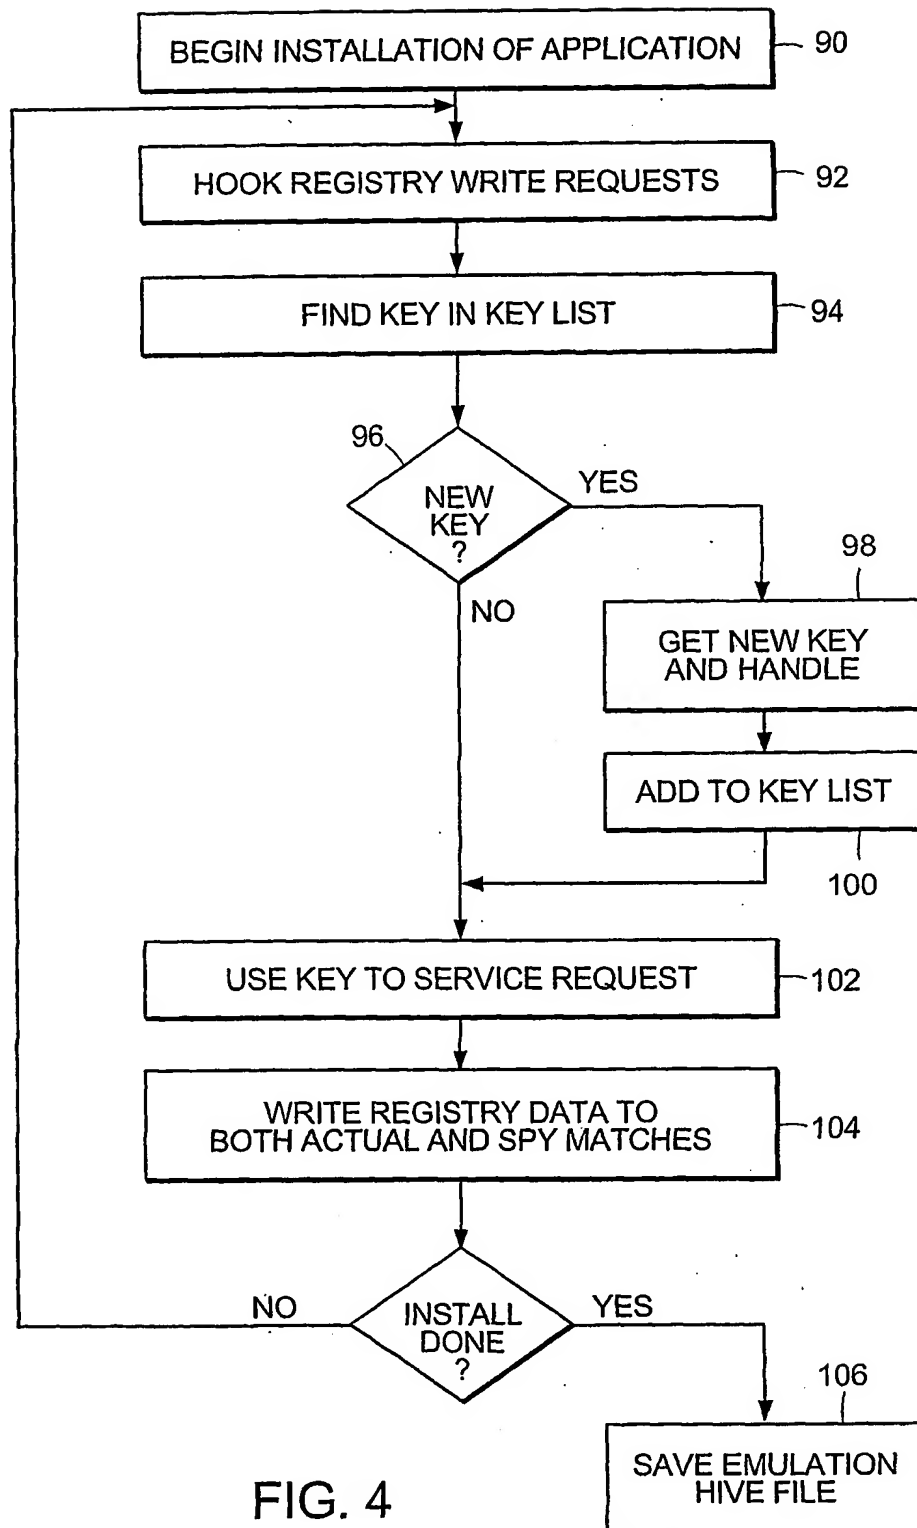 BEGIN INSTALLATION OF APPLICATION
90
HOOK REGISTRY WRITE REQUESTS
92
FIND KEY IN KEY LIST
94
96
NEW
KEY
?
YES
NO
98
GET NEW KEY
AND HANDLE
ADD TO KEY LIST
100
USE KEY TO SERVICE REQUEST
102
WRITE REGISTRY DATA TO
BOTH ACTUAL AND SPY MATCHES
104
NO
INSTALL
DONE
?
YES
106
SAVE EMULATION
HIVE FILE
FIG. 4